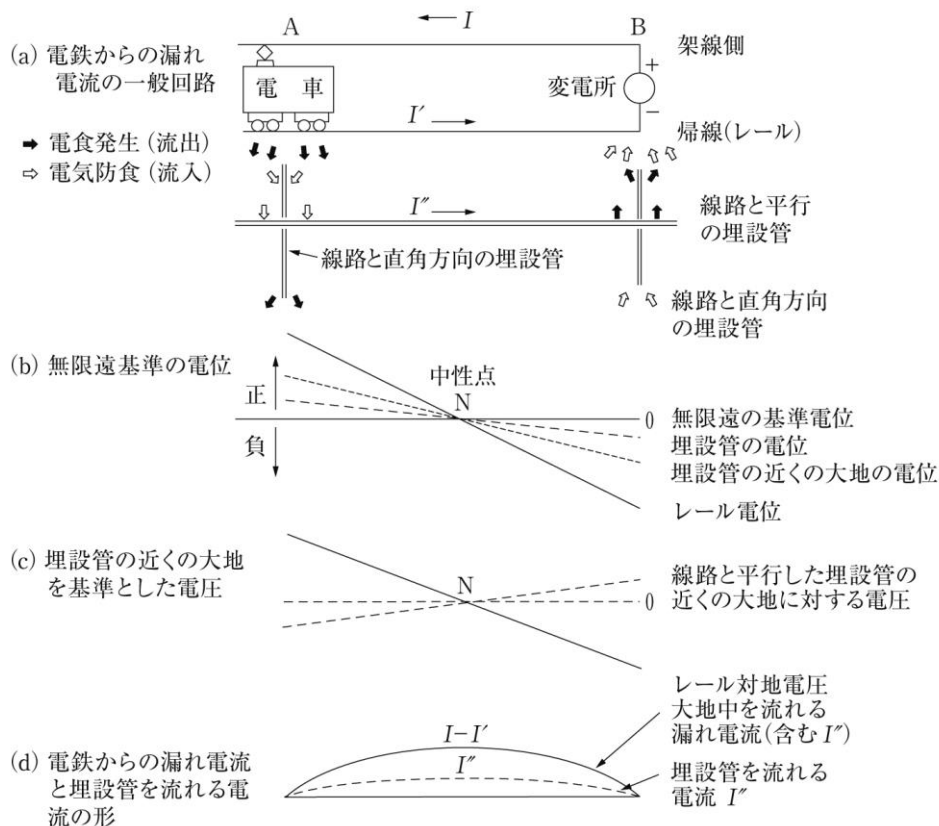 A
I
B
(a) 電鉄からの漏れ
電流の一般回路
架線側
電 車
変電所
+
−
I′
帰線(レール)
➡ 電食発生 (流出)
⇨ 電気防食 (流入)
I″
線路と平行
の埋設管
線路と直角方向の埋設管
線路と直角方向
の埋設管
(b) 無限遠基準の電位
正
負
中性点
N
0
無限遠の基準電位
埋設管の電位
埋設管の近くの大地の電位
レール電位
(c) 埋設管の近くの大地
を基準とした電圧
N
0
線路と平行した埋設管の
近くの大地に対する電圧
レール対地電圧
(d) 電鉄からの漏れ電流
と埋設管を流れる電
流の形
I−I′
I″
大地中を流れる
漏れ電流(含む I″)
埋設管を流れる
電流 I″